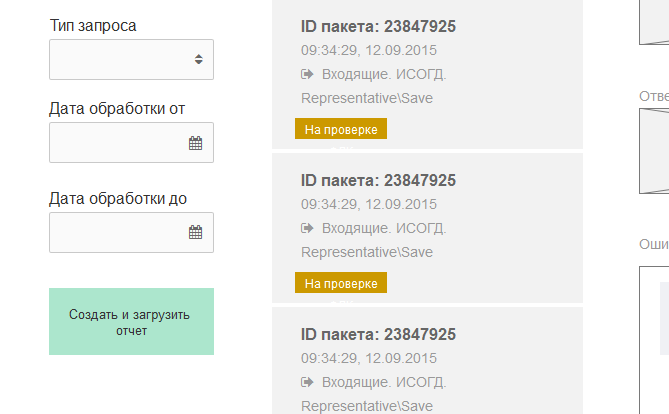 Тип запроса
Дата обработки от
Дата обработки до
Создать и загрузить
отчет
ID пакета: 23847925
09:34:29, 12.09.2015
Входящие. ИСОГД.
Representative\Save
На проверке
ID пакета: 23847925
09:34:29, 12.09.2015
Входящие. ИСОГД.
Representative\Save
На проверке
ID пакета: 23847925
09:34:29, 12.09.2015
Входящие. ИСОГД.
Representative\Save
Отве
Оши